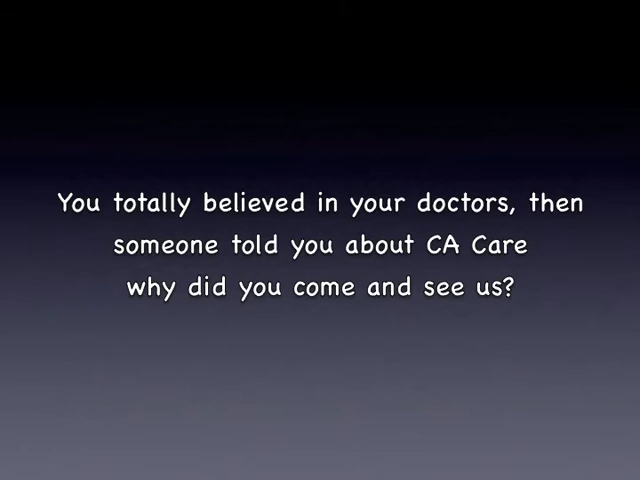 You totally believed in your doctors, then
someone told you about CA Care
why did you come and see us?